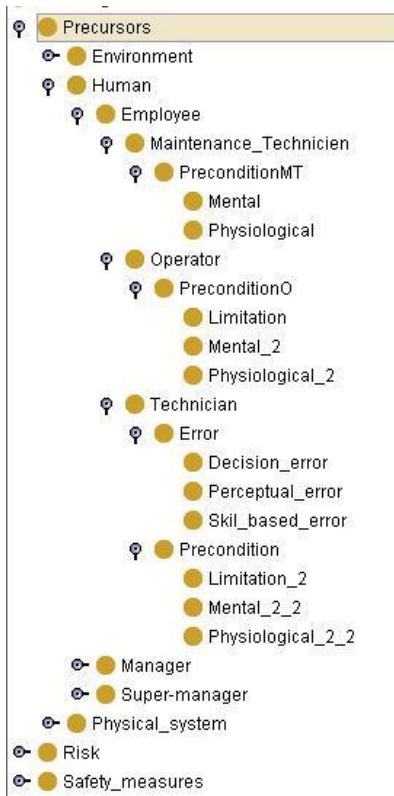 Precursors
Environment
Human
Employee
Maintenance_Technicien
PreconditionMT
Mental
Physiological
Operator
PreconditionO
Limitation
Mental_2
Physiological_2
Technician
Error
Decision_error
Perceptual_error
Skil_based_error
Precondition
Limitation_2
Mental_2_2
Physiological_2_2
Manager
Super-manager
Physical_system
Risk
Safety_measures